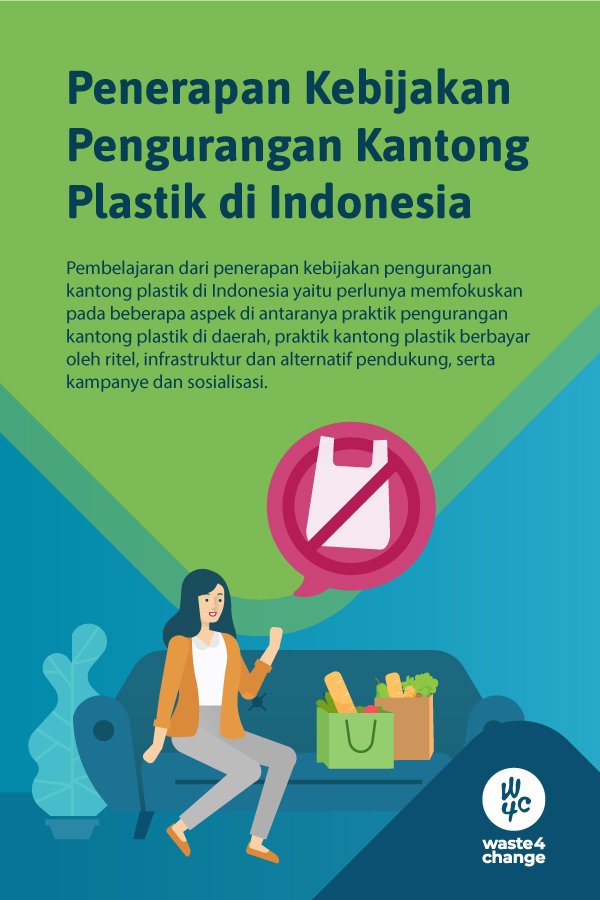 Penerapan Kebijakan
Pengurangan Kantong
Plastik di Indonesia
Pembelajaran dari penerapan kebijakan pengurangan
kantong plastik di Indonesia yaitu perlunya memfokuskan
pada beberapa aspek di antaranya praktik pengurangan
kantong plastik di daerah, praktik kantong plastik berbayar
oleh ritel, infrastruktur dan alternatif pendukung, serta
kampanye dan sosialisasi.
W4C
waste4
change